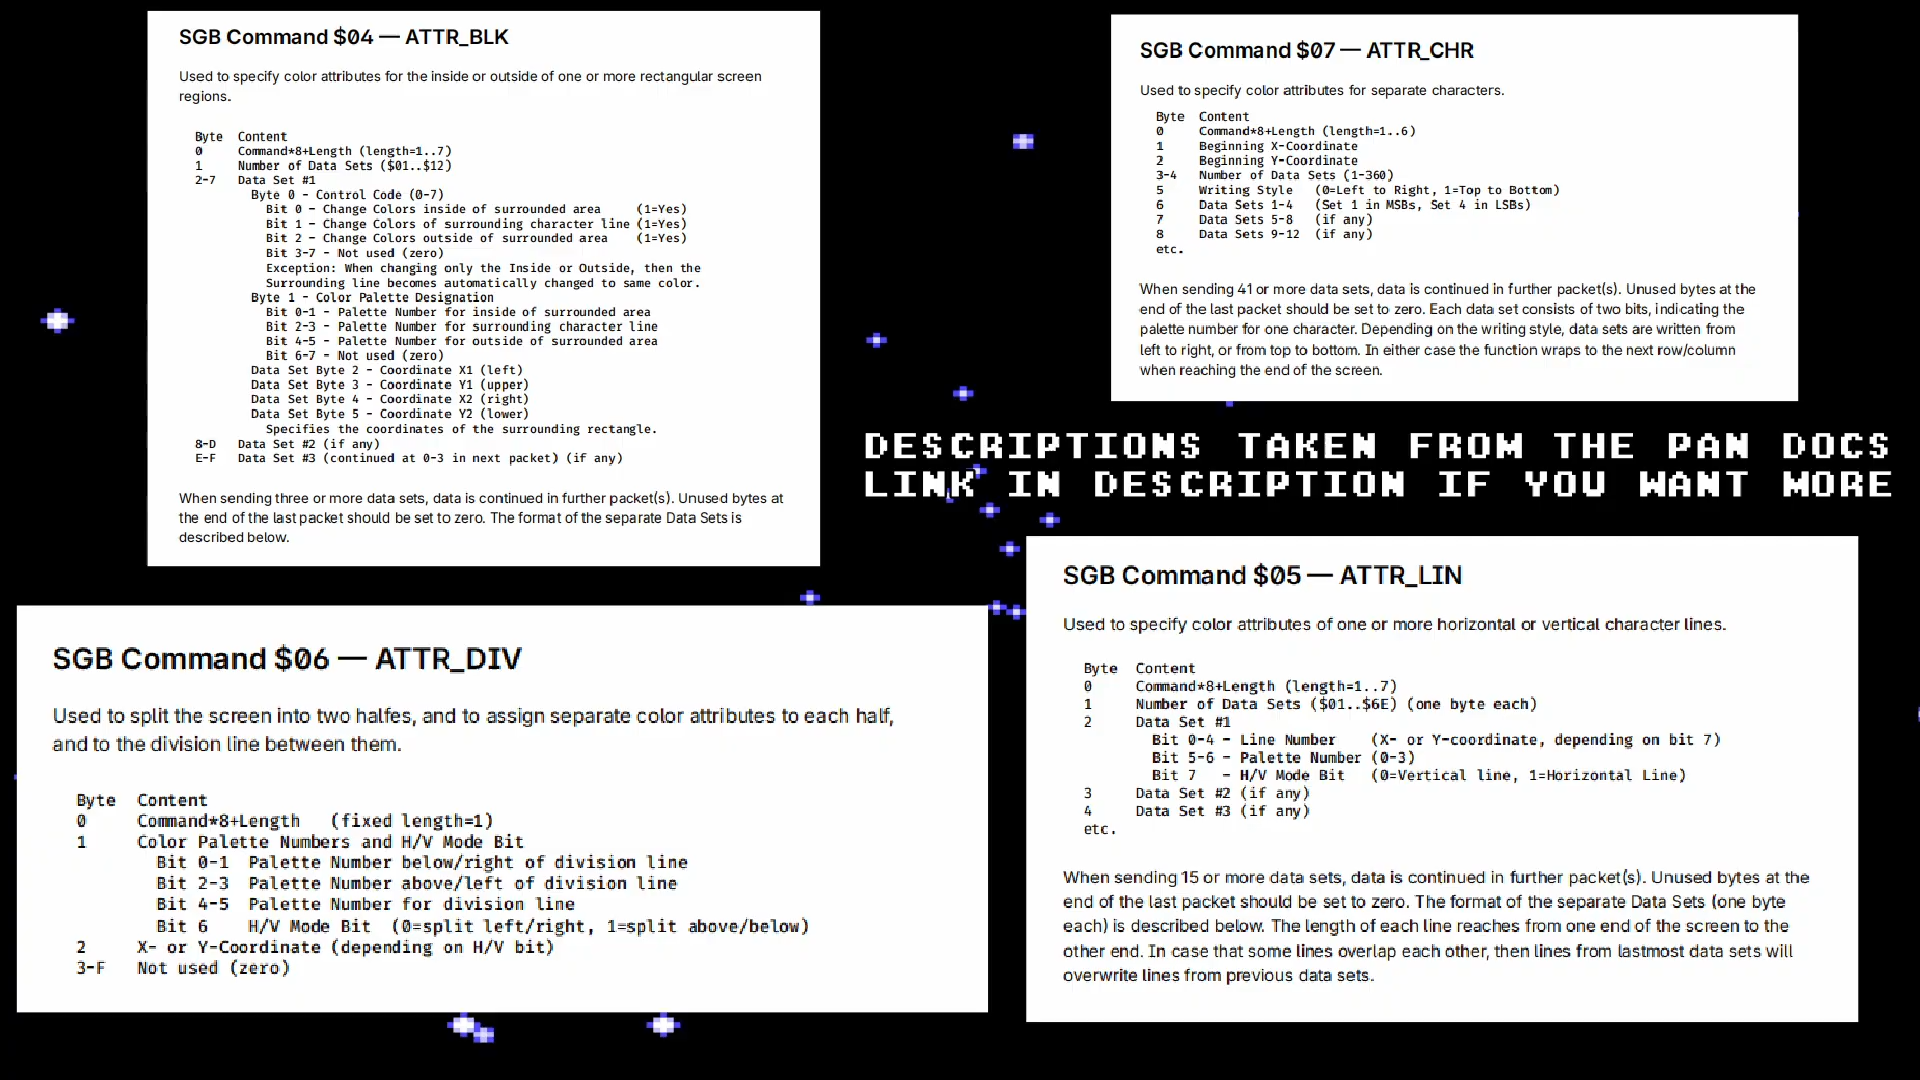 SGB Command $04 — ATTR_BLK
Used to specify color attributes for the inside or outside of one or more rectangular screen
regions.
Byte  Content
0     Command*8+Length (length=1..7)
1     Number of Data Sets ($01..$12)
2-7   Data Set #1
Byte 0 - Control Code (0-7)
Bit 0 - Change Colors inside of surrounded area     (1=Yes)
Bit 1 - Change Colors of surrounding character line (1=Yes)
Bit 2 - Change Colors outside of surrounded area    (1=Yes)
Bit 3-7 - Not used (zero)
Exception: When changing only the Inside or Outside, then the
Surrounding line becomes automatically changed to same color.
Byte 1 - Color Palette Designation
Bit 0-1 - Palette Number for inside of surrounded area
Bit 2-3 - Palette Number for surrounding character line
Bit 4-5 - Palette Number for outside of surrounded area
Bit 6-7 - Not used (zero)
Data Set Byte 2 - Coordinate X1 (left)
Data Set Byte 3 - Coordinate Y1 (upper)
Data Set Byte 4 - Coordinate X2 (right)
Data Set Byte 5 - Coordinate Y2 (lower)
Specifies the coordinates of the surrounding rectangle.
8-D   Data Set #2 (if any)
E-F   Data Set #3 (continued at 0-3 in next packet) (if any)
When sending three or more data sets, data is continued in further packet(s). Unused bytes at
the end of the last packet should be set to zero. The format of the separate Data Sets is
described below.
SGB Command $07 — ATTR_CHR
Used to specify color attributes for separate characters.
Byte  Content
0     Command*8+Length (length=1..6)
1     Beginning X-Coordinate
2     Beginning Y-Coordinate
3-4   Number of Data Sets (1-360)
5     Writing Style   (0=Left to Right, 1=Top to Bottom)
6     Data Sets 1-4   (Set 1 in MSBs, Set 4 in LSBs)
7     Data Sets 5-8   (if any)
8     Data Sets 9-12  (if any)
etc.
When sending 41 or more data sets, data is continued in further packet(s). Unused bytes at the
end of the last packet should be set to zero. Each data set consists of two bits, indicating the
palette number for one character. Depending on the writing style, data sets are written from
left to right, or from top to bottom. In either case the function wraps to the next row/column
when reaching the end of the screen.
DESCRIPTIONS TAKEN FROM THE PAN DOCS
LINK IN DESCRIPTION IF YOU WANT MORE
SGB Command $06 — ATTR_DIV
Used to split the screen into two halfes, and to assign separate color attributes to each half,
and to the division line between them.
Byte  Content
0     Command*8+Length   (fixed length=1)
1     Color Palette Numbers and H/V Mode Bit
Bit 0-1  Palette Number below/right of division line
Bit 2-3  Palette Number above/left of division line
Bit 4-5  Palette Number for division line
Bit 6    H/V Mode Bit  (0=split left/right, 1=split above/below)
2     X- or Y-Coordinate (depending on H/V bit)
3-F   Not used (zero)
SGB Command $05 — ATTR_LIN
Used to specify color attributes of one or more horizontal or vertical character lines.
Byte  Content
0     Command*8+Length (length=1..7)
1     Number of Data Sets ($01..$6E) (one byte each)
2     Data Set #1
Bit 0-4 - Line Number    (X- or Y-coordinate, depending on bit 7)
Bit 5-6 - Palette Number (0-3)
Bit 7   - H/V Mode Bit   (0=Vertical line, 1=Horizontal Line)
3     Data Set #2 (if any)
4     Data Set #3 (if any)
etc.
When sending 15 or more data sets, data is continued in further packet(s). Unused bytes at the
end of the last packet should be set to zero. The format of the separate Data Sets (one byte
each) is described below. The length of each line reaches from one end of the screen to the
other end. In case that some lines overlap each other, then lines from lastmost data sets will
overwrite lines from previous data sets.